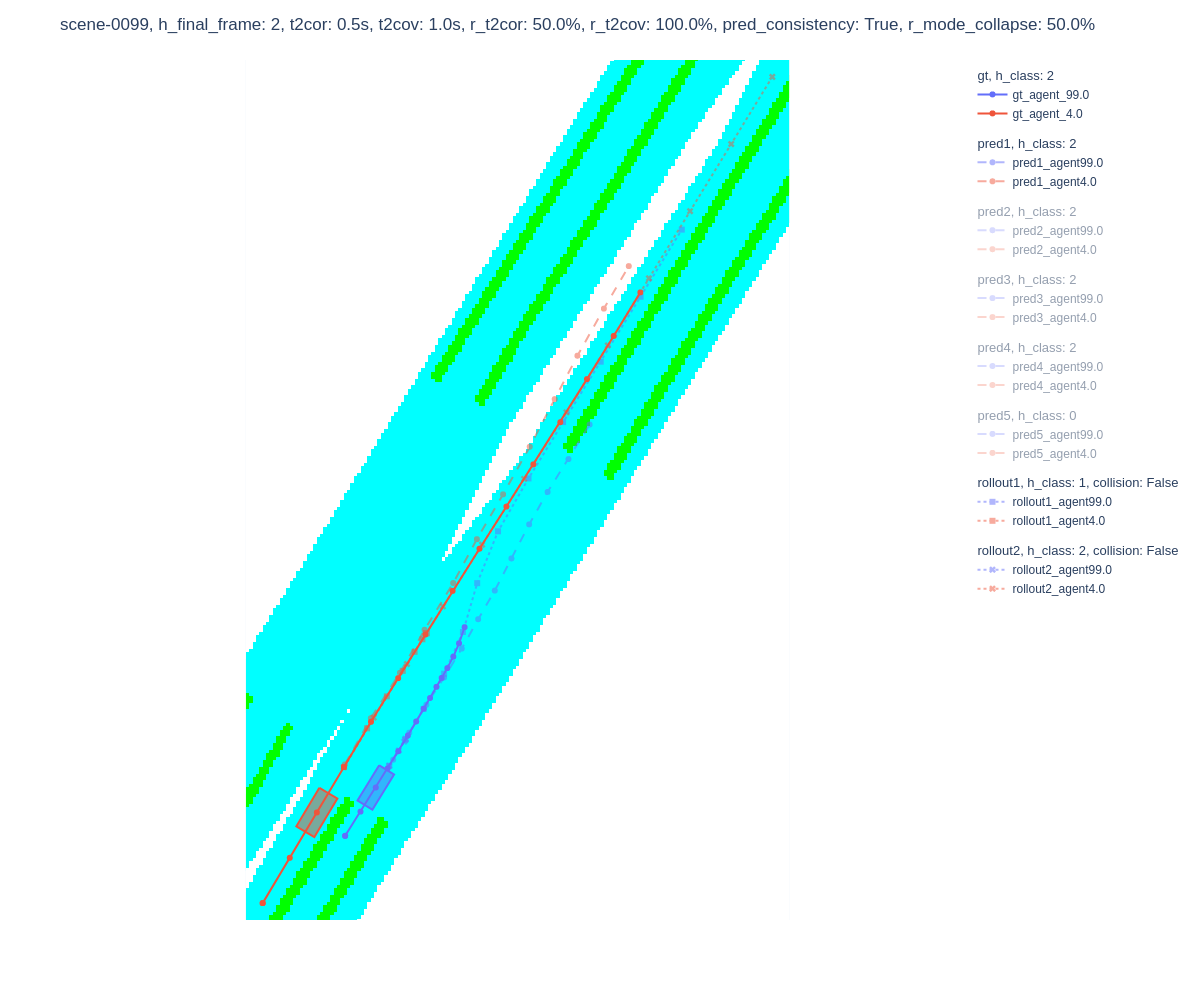 scene-0099, h_final_frame: 2, t2cor: 0.5s, t2cov: 1.0s, r_t2cor: 50.0%, r_t2cov: 100.0%, pred_consistency: True, r_mode_collapse: 50.0%
gt, h_class: 2
gt_agent_99.0
gt_agent_4.0
pred1, h_class: 2
pred1_agent99.0
pred1_agent4.0
pred2, h_class: 2
pred2_agent99.0
pred2_agent4.0
pred3, h_class: 2
pred3_agent99.0
pred3_agent4.0
pred4, h_class: 2
pred4_agent99.0
pred4_agent4.0
pred5, h_class: 0
pred5_agent99.0
pred5_agent4.0
rollout1, h_class: 1, collision: False
rollout1_agent99.0
rollout1_agent4.0
rollout2, h_class: 2, collision: False
rollout2_agent99.0
rollout2_agent4.0